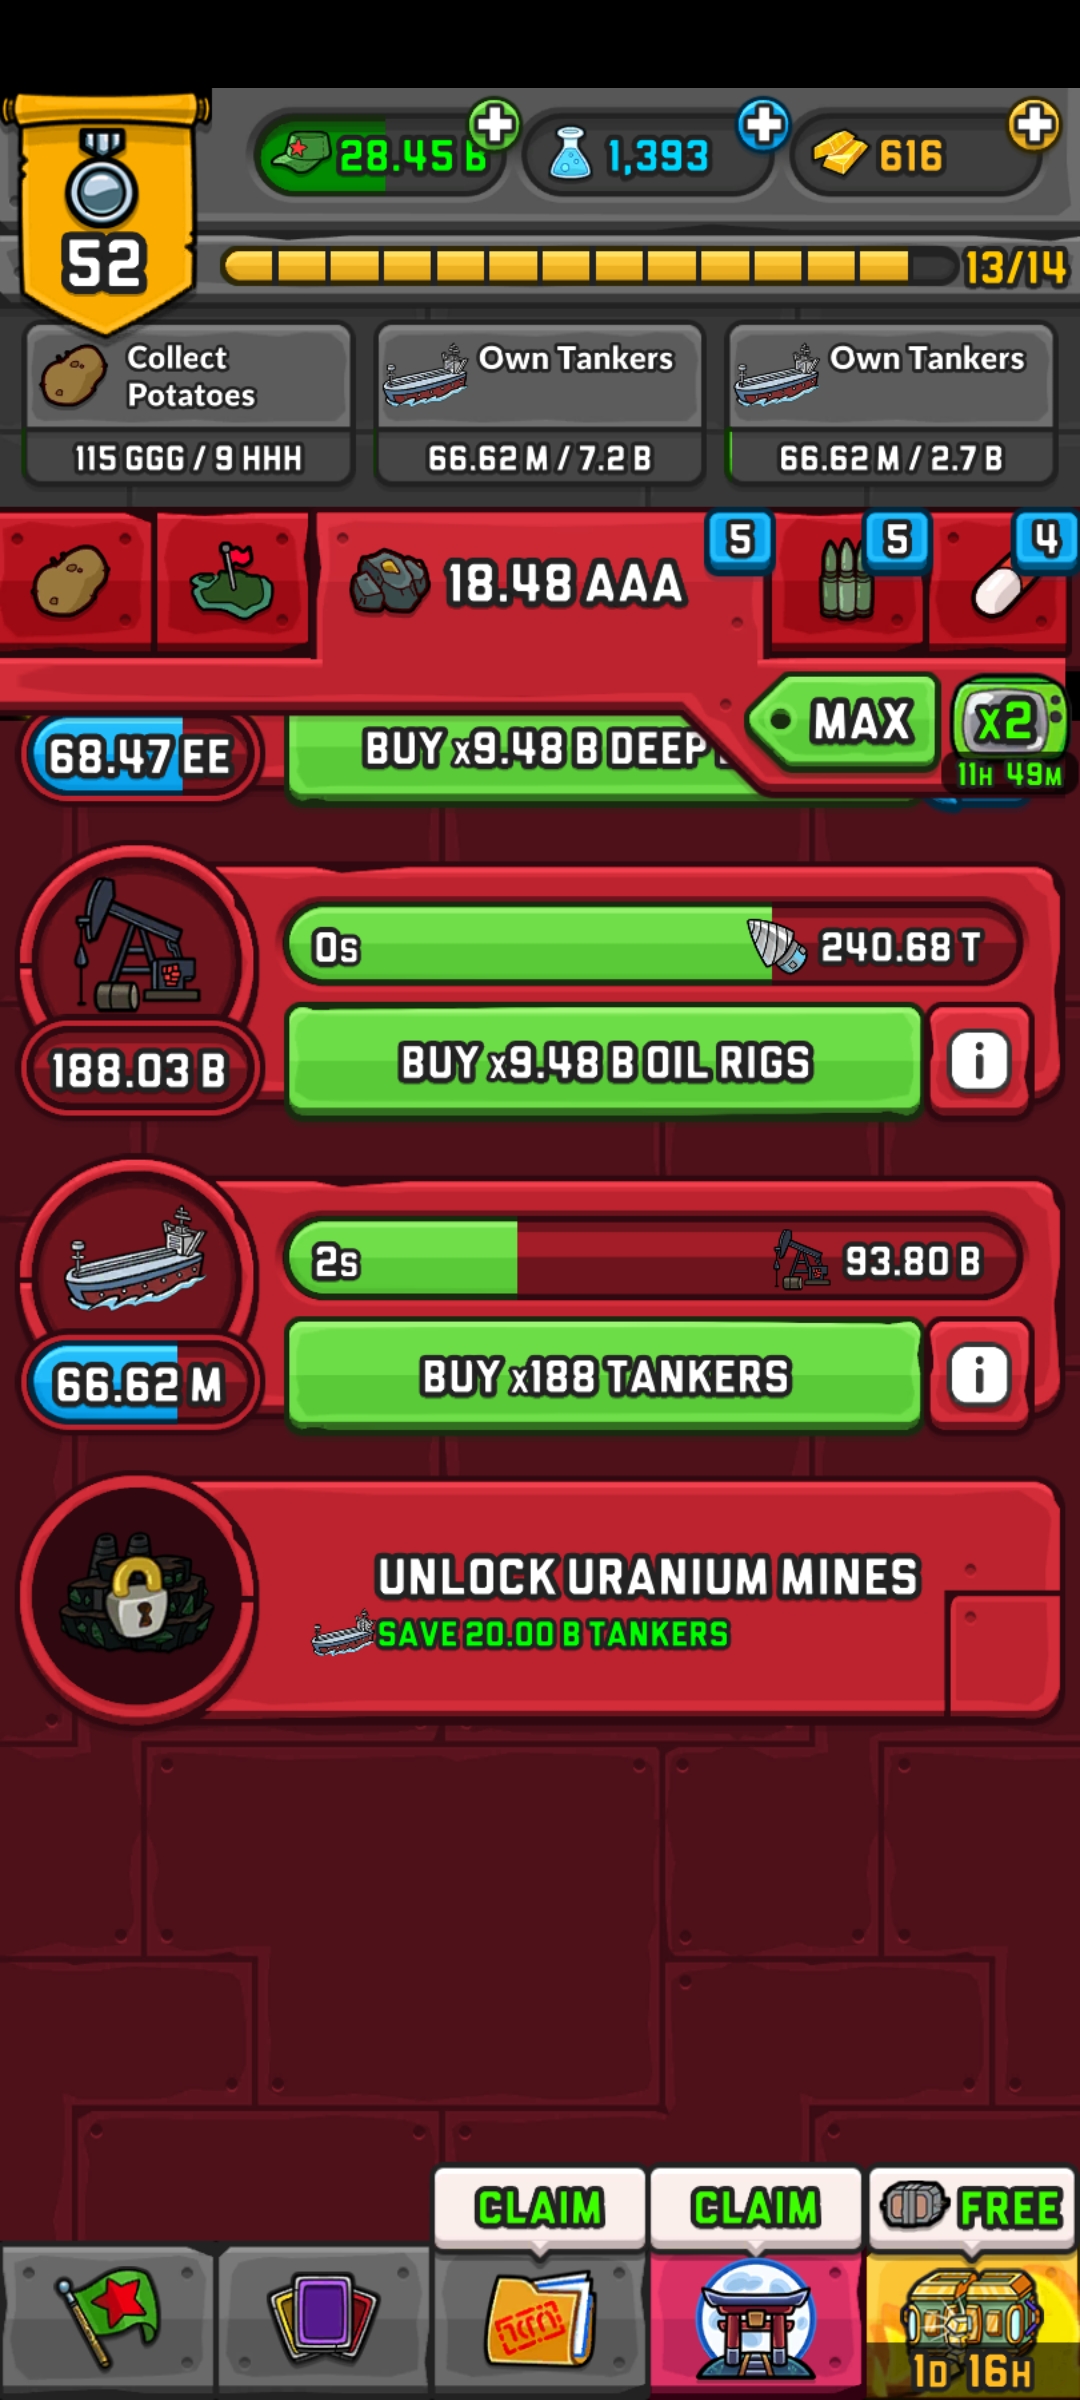 28.45 B
1,393
616
52
13/14
Collect
Potatoes
115 GGG / 9 HHH
Own Tankers
66.62 M / 7.2 B
Own Tankers
66.62 M / 2.7 B
18.48 AAA
5
5
4
MAX
x2
11H 49M
68.47 EE
BUY x9.48 B DEEP
0s
240.68 T
188.03 B
BUY x9.48 B OIL RIGS
i
2s
93.80 B
66.62 M
BUY x188 TANKERS
i
UNLOCK URANIUM MINES
SAVE 20.00 B TANKERS
CLAIM
CLAIM
FREE
1D 16H